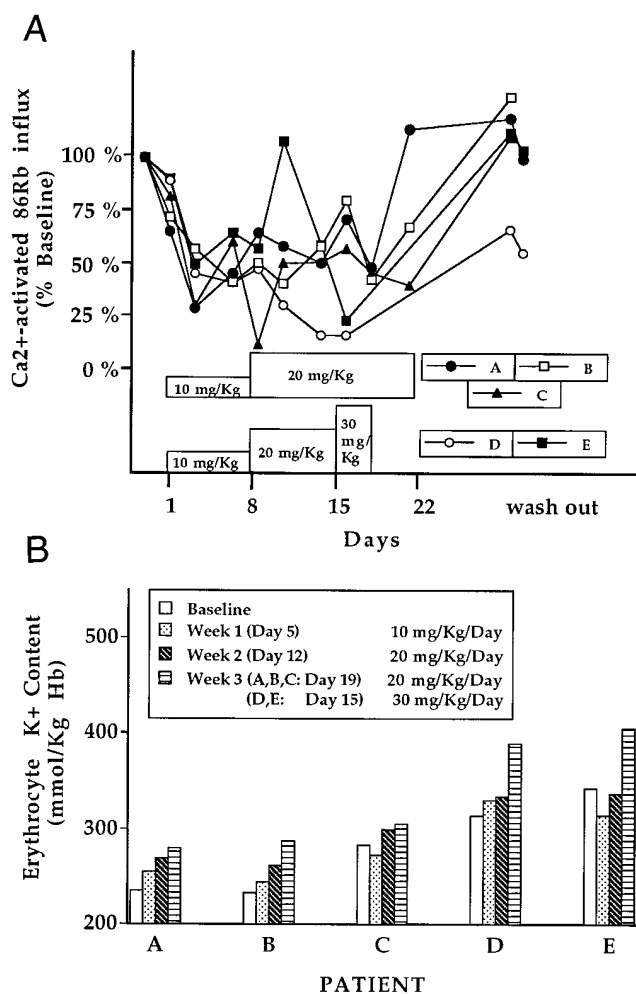 A
Ca2+-activated 86Rb influx
(% Baseline)
100 %
75 %
50 %
25 %
0 %
10 mg/Kg
20 mg/Kg
A
B
C
10 mg/Kg
20 mg/Kg
30
mg/
Kg
D
E
1
8
15
22
wash out
Days
B
Erythrocyte K+ Content
(mmol/Kg Hb)
500
400
300
200
Baseline
Week 1 (Day 5) 10 mg/Kg/Day
Week 2 (Day 12) 20 mg/Kg/Day
Week 3 (A,B,C: Day 19) 20 mg/Kg/Day
(D,E: Day 15) 30 mg/Kg/Day
A
B
C
D
E
PATIENT